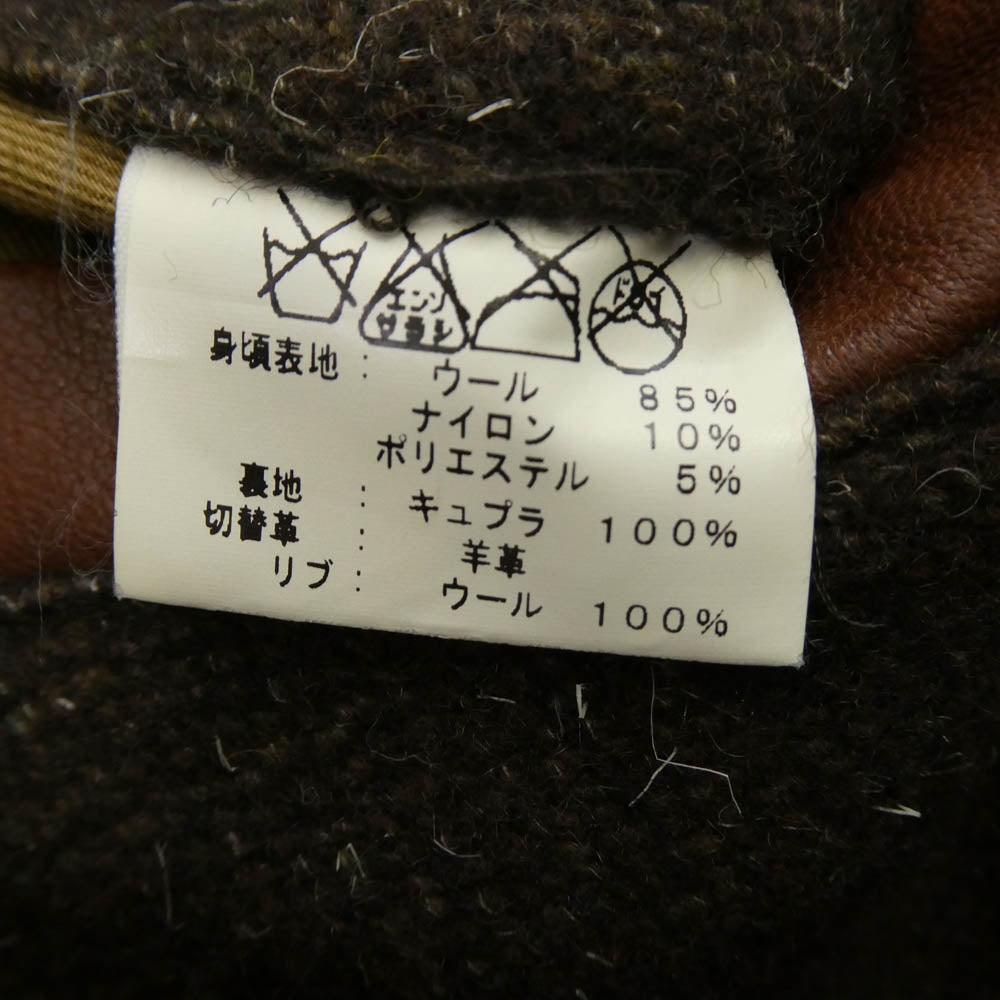 エンソ
サラシ
ドライ
身頃表地 : ウール 85%
ナイロン 10%
ポリエステル 5%
裏地 : キュプラ 100%
切替革 : 羊革
リブ : ウール 100%